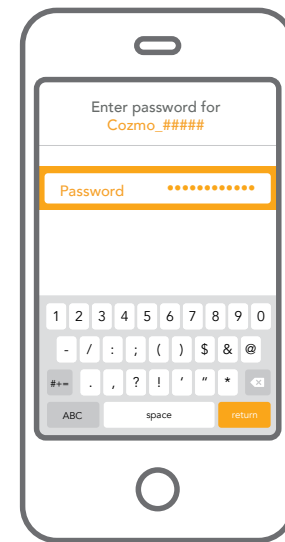 Enter password for
Cozmo_#####
Password ••••••••••••
1 2 3 4 5 6 7 8 9 0
- / : ; ( ) $ & @
#+= . , ? ! ’ ” *
ABC space return